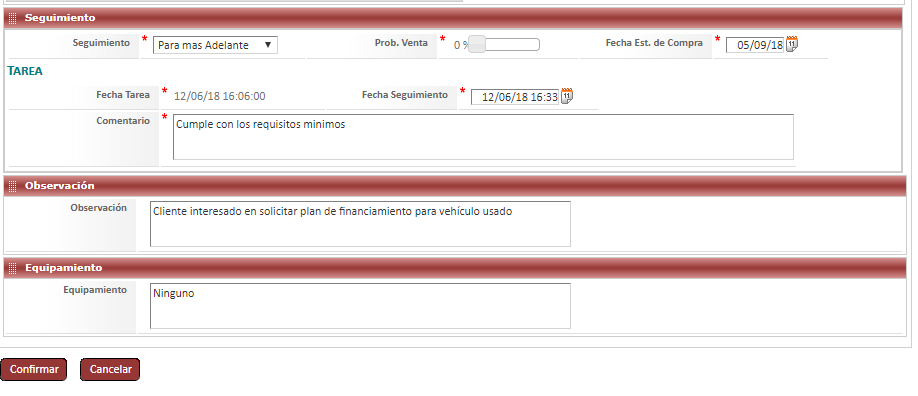 Seguimiento
Seguimiento * Para mas Adelante ▼ Prob. Venta * 0 % Fecha Est. de Compra * 05/09/18
TAREA
Fecha Tarea * 12/06/18 16:06:00 Fecha Seguimiento * 12/06/18 16:33
Comentario * Cumple con los requisitos minimos
Observación
Observación Cliente interesado en solicitar plan de financiamiento para vehículo usado
Equipamiento
Equipamiento Ninguno
Confirmar Cancelar